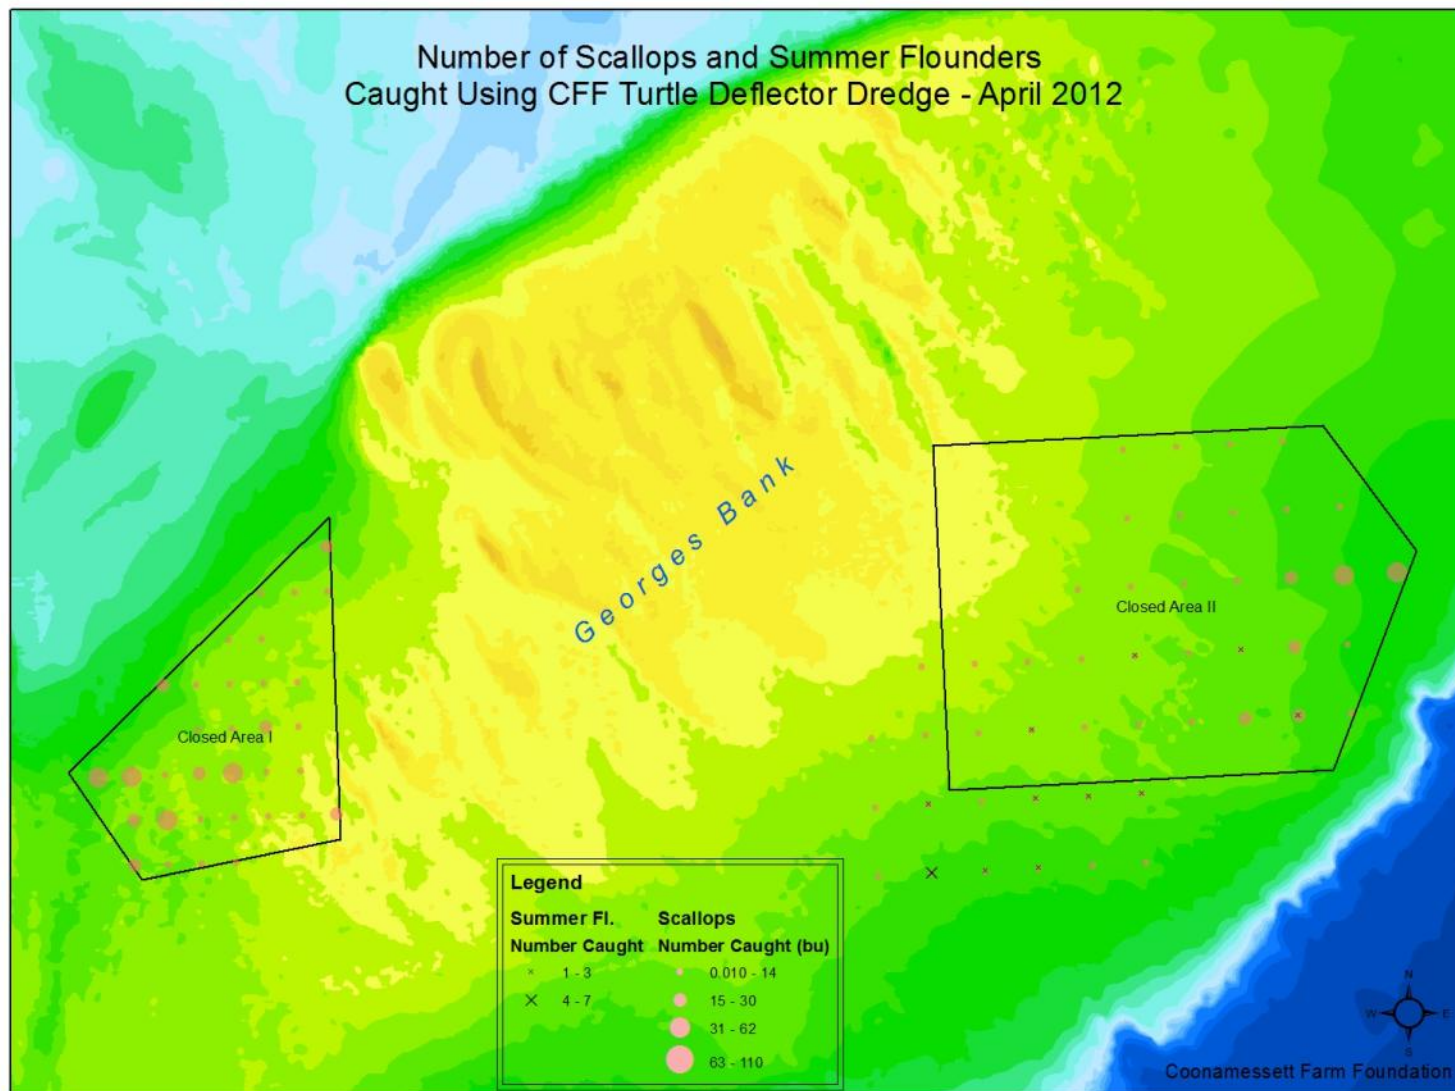 Number of Scallops and Summer Flounders
Caught Using CFF Turtle Deflector Dredge - April 2012
Georges Bank
Closed Area II
Closed Area I
Legend
Summer Fl. Scallops
Number Caught Number Caught (bu)
1 - 3 0.010 - 14
4 - 7 15 - 30
31 - 62
63 - 110
N
W E
S
Coonamessett Farm Foundation